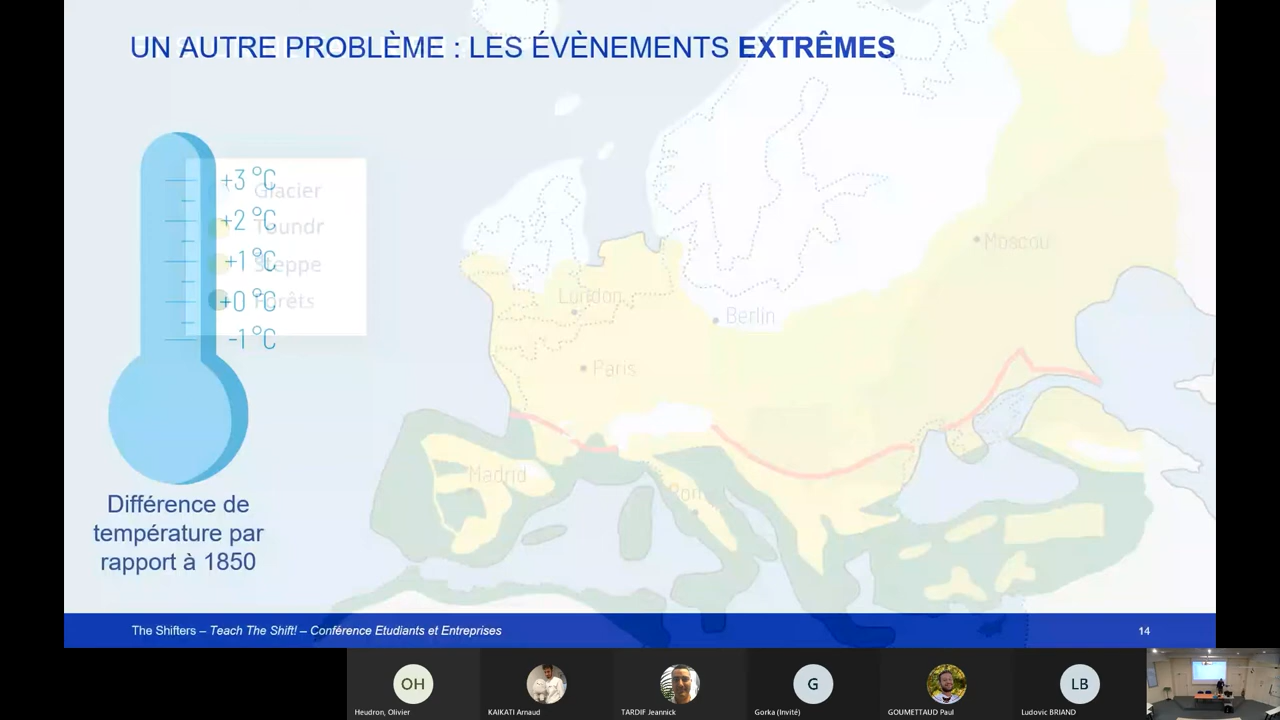 UN AUTRE PROBLÈME : LES ÉVÈNEMENTS EXTRÊMES
+3 °C
+2 °C
+1 °C
+0 °C
-1 °C
Glacier
Toundr
Steppe
Forêts
Moscou
London
Berlin
Paris
Madrid
Différence de
température par
rapport à 1850
The Shifters – Teach The Shift! – Conférence Etudiants et Entreprises
14
OH
G
LB
Heudron, Olivier
KAIKATI Arnaud
TARDIF Jeannick
Gorka (Invité)
GOUMETTAUD Paul
Ludovic BRIAND